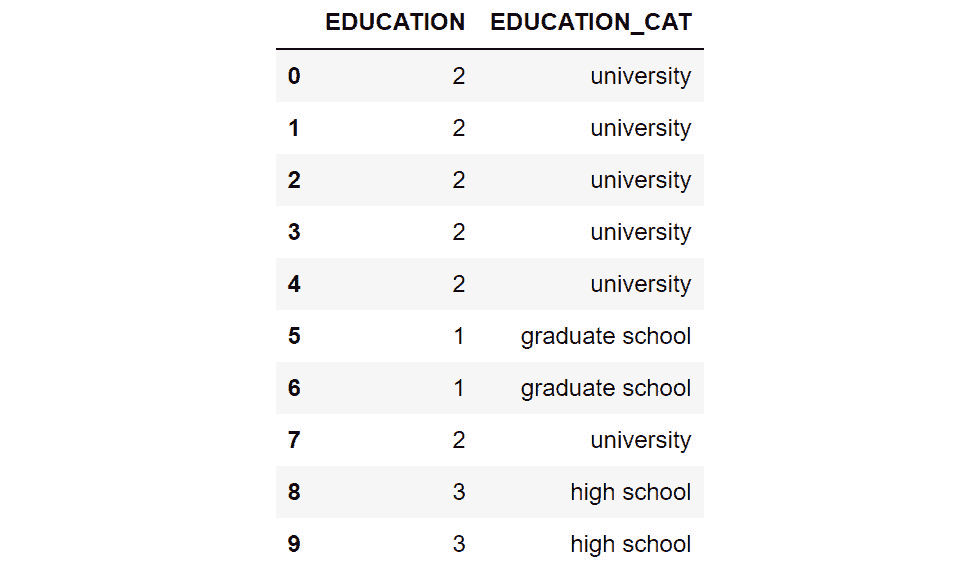 EDUCATION EDUCATION_CAT
0 2 university
1 2 university
2 2 university
3 2 university
4 2 university
5 1 graduate school
6 1 graduate school
7 2 university
8 3 high school
9 3 high school